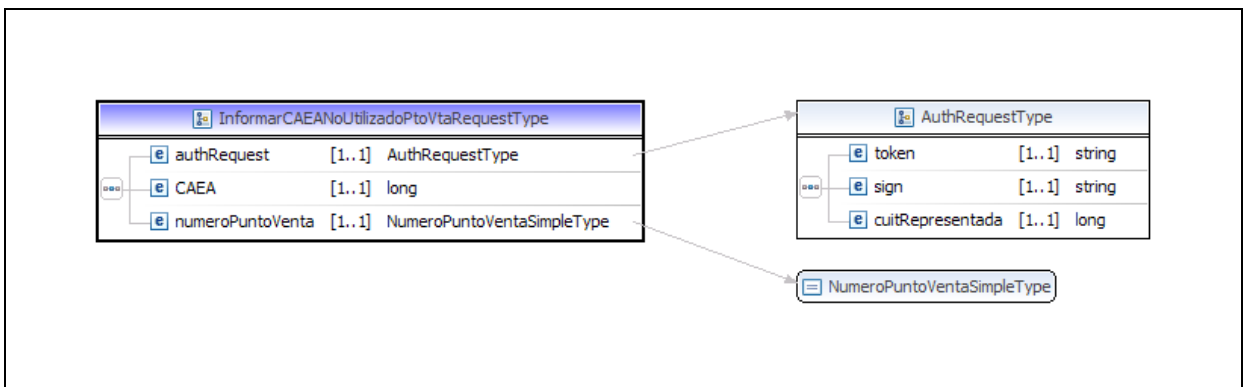 InformarCAEANoUtilizadoPtoVtaRequestType
e authRequest [1..1] AuthRequestType
e CAEA [1..1] long
e numeroPuntoVenta [1..1] NumeroPuntoVentaSimpleType
AuthRequestType
e token [1..1] string
e sign [1..1] string
e cuitRepresentada [1..1] long
NumeroPuntoVentaSimpleType